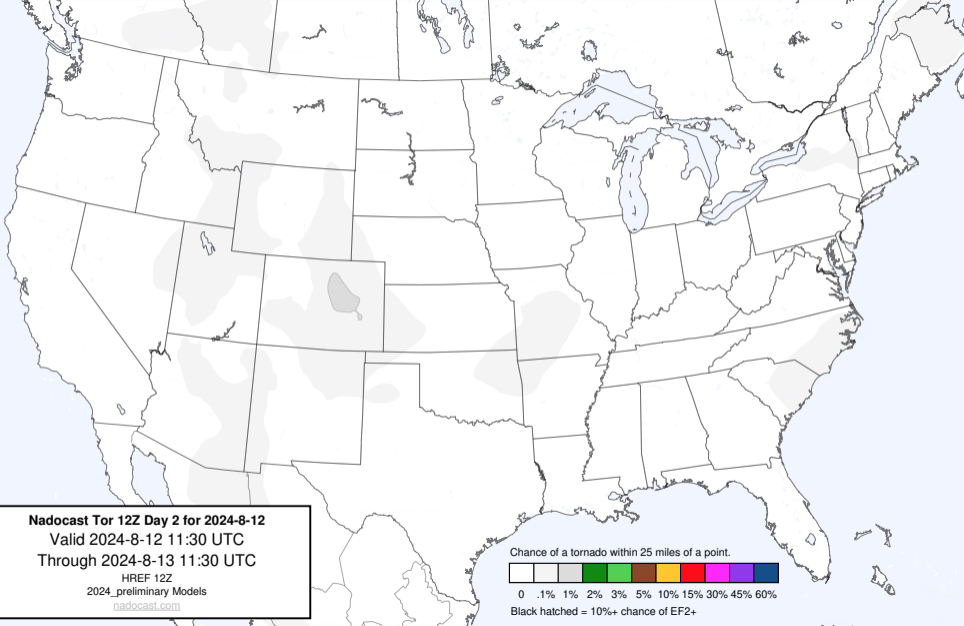 Nadocast Tor 12Z Day 2 for 2024-8-12
Valid 2024-8-12 11:30 UTC
Through 2024-8-13 11:30 UTC
HREF 12Z
2024_preliminary Models
nadocast.com
Chance of a tornado within 25 miles of a point.
0 .1% 1% 2% 3% 5% 10% 15% 30% 45% 60%
Black hatched = 10%+ chance of EF2+